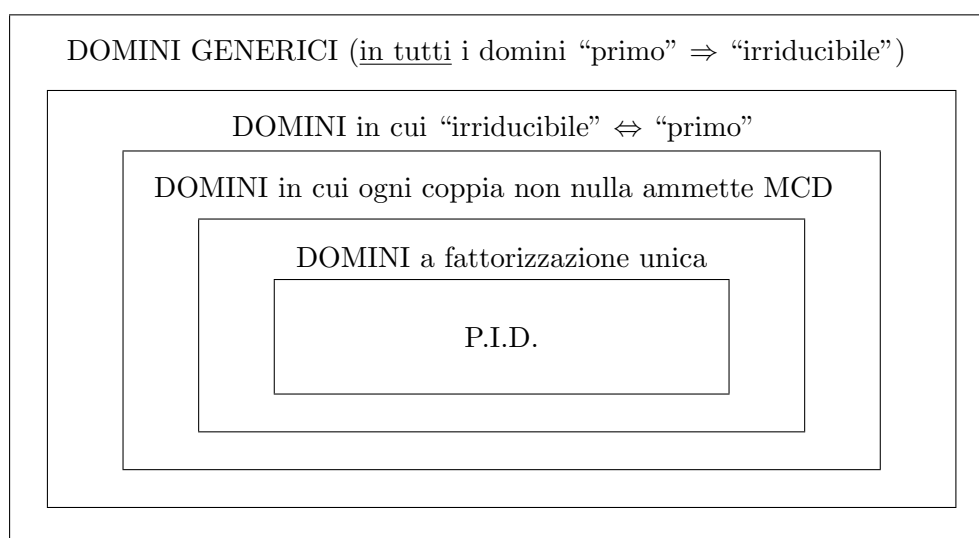 DOMINI GENERICI (in tutti i domini “primo” ⇒ “irriducibile”)
DOMINI in cui “irriducibile” ⇔ “primo”
DOMINI in cui ogni coppia non nulla ammette MCD
DOMINI a fattorizzazione unica
P.I.D.